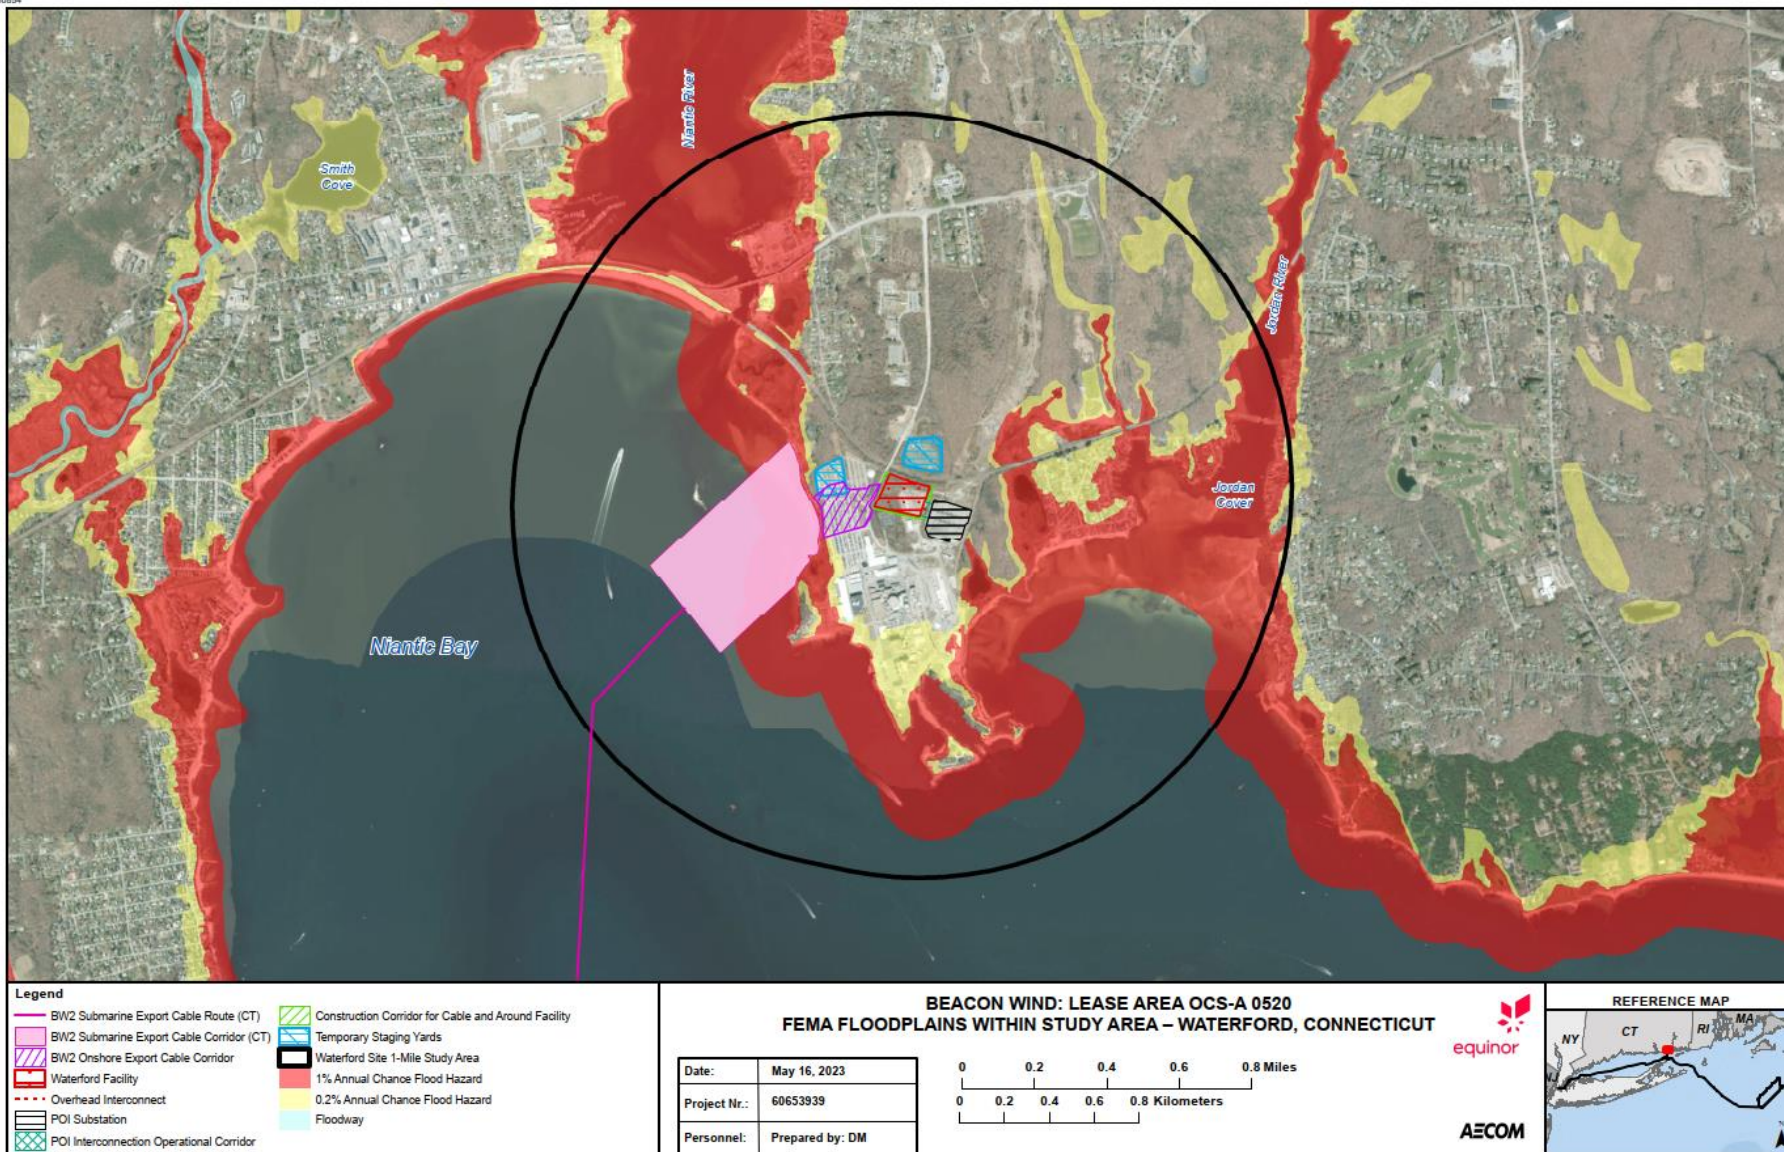 Niantic River
Smith
Cove
Jordan River
Jordan
Cover
Niantic Bay
Legend
BW2 Submarine Export Cable Route (CT)
BW2 Submarine Export Cable Corridor (CT)
BW2 Onshore Export Cable Corridor
Waterford Facility
Overhead Interconnect
POI Substation
POI Interconnection Operational Corridor
Construction Corridor for Cable and Around Facility
Temporary Staging Yards
Waterford Site 1-Mile Study Area
1% Annual Chance Flood Hazard
0.2% Annual Chance Flood Hazard
Floodway
BEACON WIND: LEASE AREA OCS-A 0520
FEMA FLOODPLAINS WITHIN STUDY AREA – WATERFORD, CONNECTICUT
equinor
Date: May 16, 2023
Project Nr.: 60653939
Personnel: Prepared by: DM
0 0.2 0.4 0.6 0.8 Miles
0 0.2 0.4 0.6 0.8 Kilometers
AECOM
REFERENCE MAP
NY CT RI MA